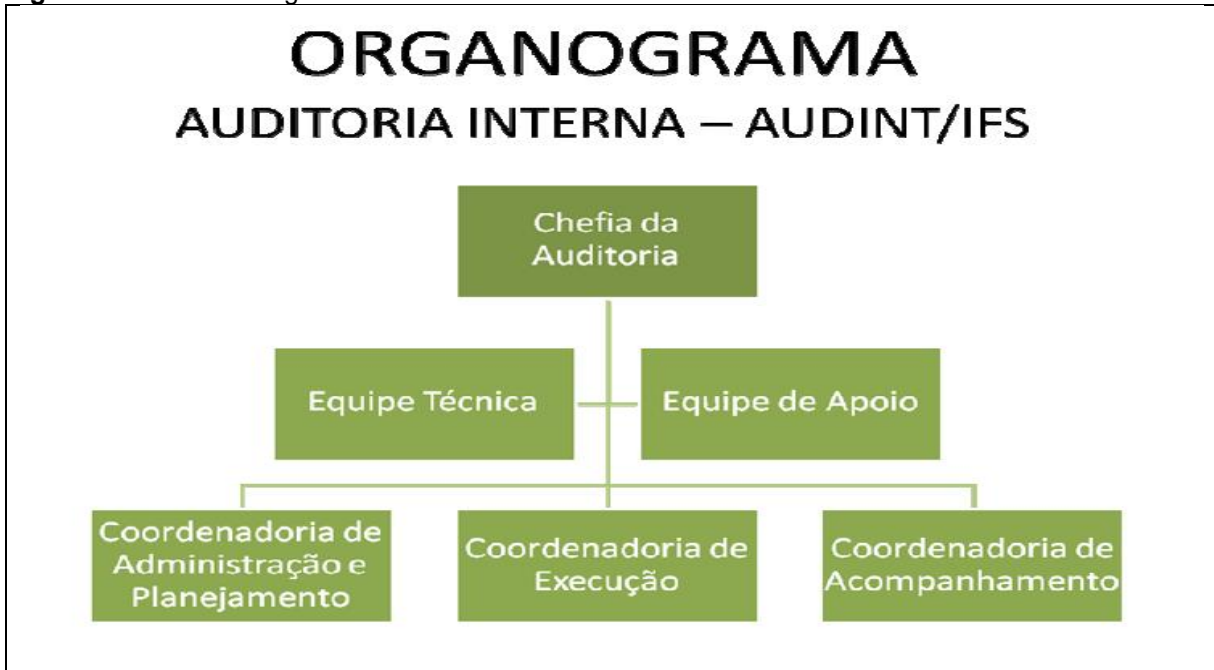 ORGANOGRAMA
AUDITORIA INTERNA – AUDINT/IFS
Chefia da
Auditoria
Equipe Técnica
Equipe de Apoio
Coordenadoria de
Administração e
Planejamento
Coordenadoria de
Execução
Coordenadoria de
Acompanhamento